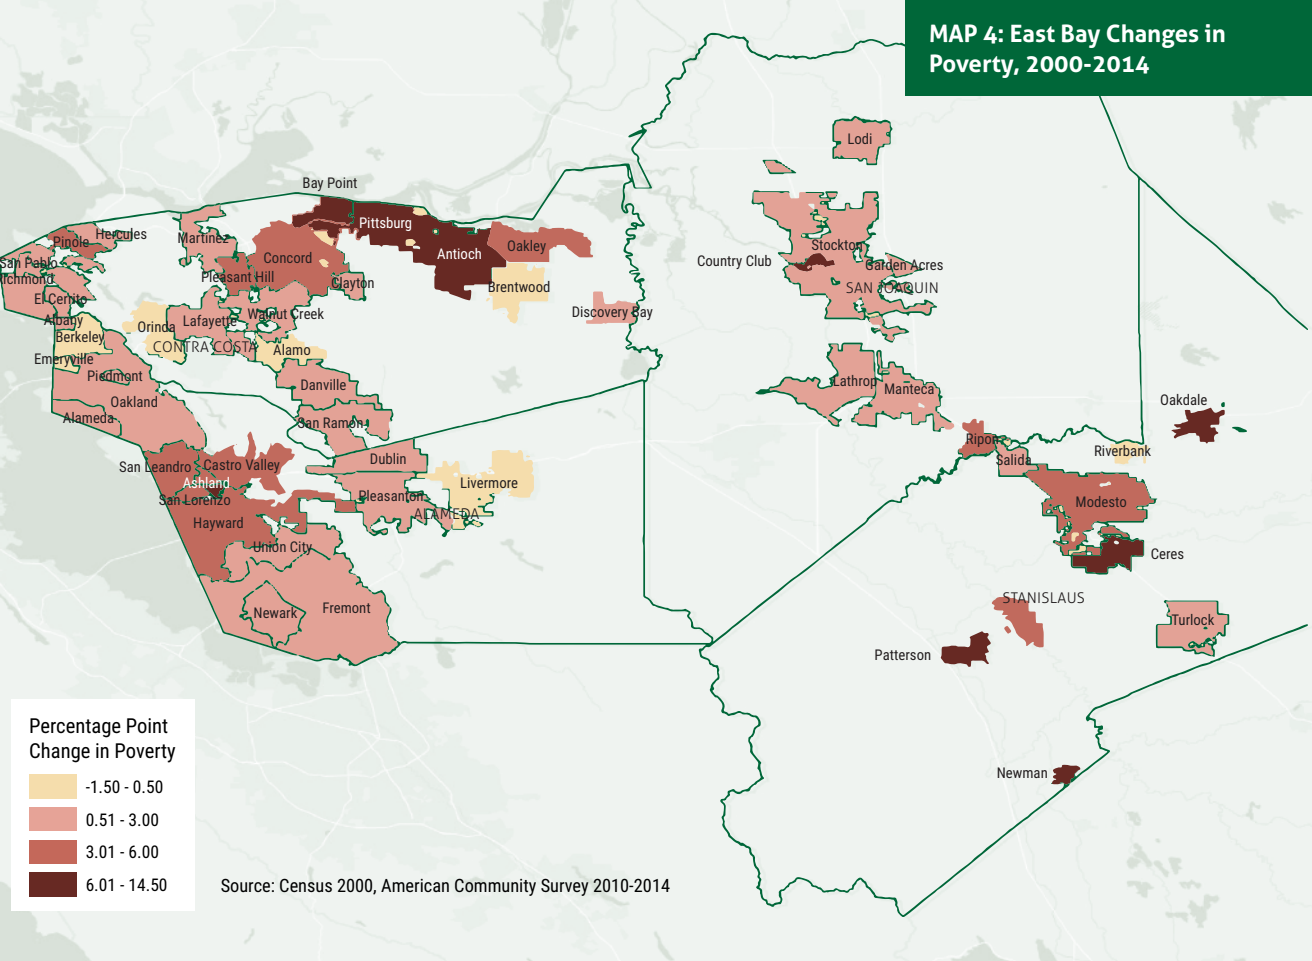 MAP 4: East Bay Changes in
Poverty, 2000-2014
Lodi
Bay Point
Pittsburg
Hercules
Pinole
Martinez
Stockton
Antioch
Oakley
Concord
San Pablo
Country Club
Garden Acres
Pleasant Hill
ichmond
Clayton
Brentwood
SAN JOAQUIN
El Cerrito
Discovery Bay
Walnut Creek
Albany
Lafayette
Orinda
Berkeley
CONTRA COSTA
Alamo
Emeryville
Piedmont
Danville
Lathrop
Manteca
Oakland
Oakdale
Alameda
San Ramon
Ripon
Riverbank
Dublin
Salida
San Leandro
Castro Valley
Ashland
Livermore
San Lorenzo
Pleasanton
Modesto
ALAMEDA
Hayward
Union City
Ceres
STANISLAUS
Newark
Fremont
Turlock
Patterson
Newman
Percentage Point
Change in Poverty
-1.50 - 0.50
0.51 - 3.00
3.01 - 6.00
6.01 - 14.50
Source: Census 2000, American Community Survey 2010-2014